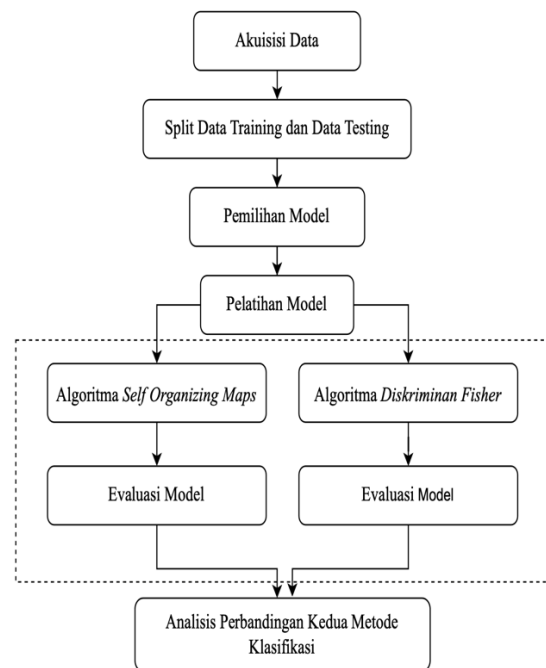 Akuisisi Data
Split Data Training dan Data Testing
Pemilihan Model
Pelatihan Model
Algoritma Self Organizing Maps
Algoritma Diskriminan Fisher
Evaluasi Model
Evaluasi Model
Analisis Perbandingan Kedua Metode
Klasifikasi